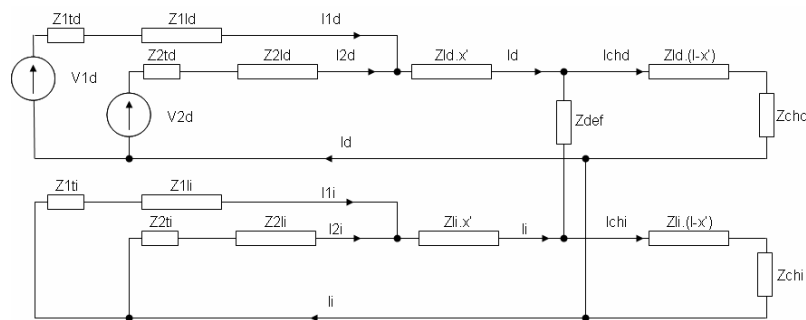 Z1td Z1ld I1d
Z2td Z2ld I2d Zld.x' Id Ichd Zld.(l-x')
V1d
V2d Zdef Zchd
Id
Z1ti Z1li I1i
Z2ti Z2li I2i Zli.x' Ii Ichi Zli.(l-x')
Zchi
Ii